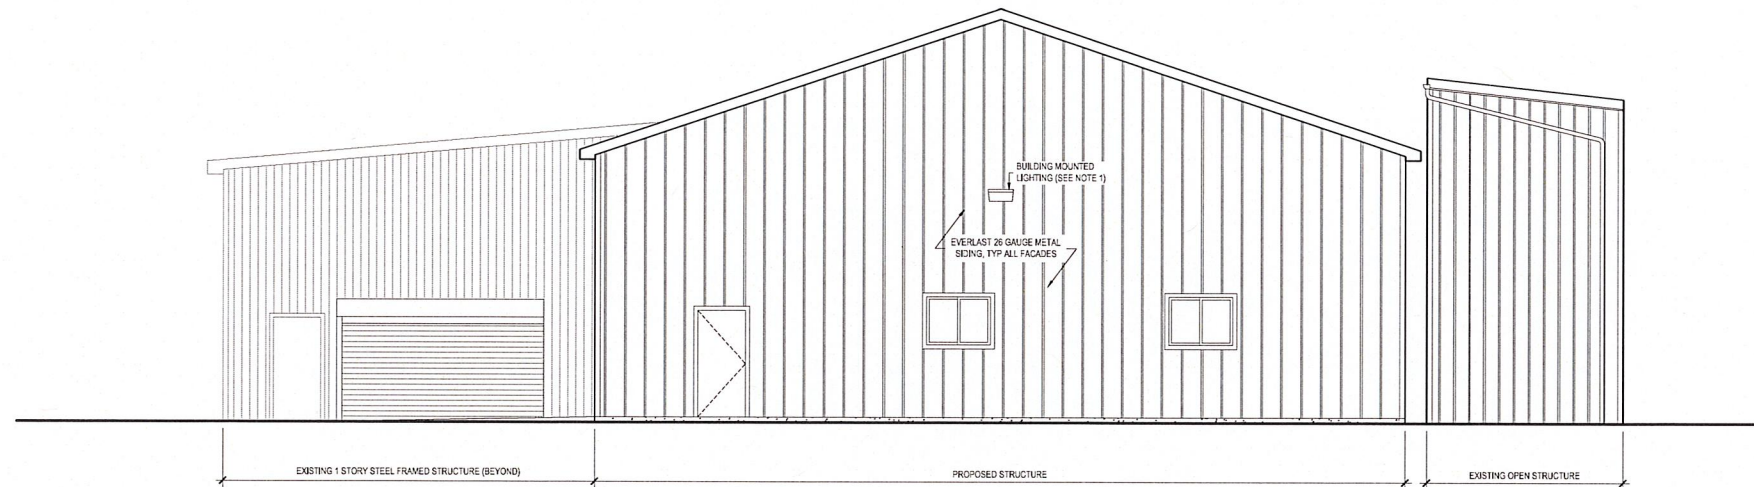 BUILDING MOUNTED
LIGHTING (SEE NOTE 1)
EVERLAST 26 GAUGE METAL
SIDING, TYP ALL FACADES
EXISTING 1 STORY STEEL FRAMED STRUCTURE (BEYOND)
PROPOSED STRUCTURE
EXISTING OPEN STRUCTURE